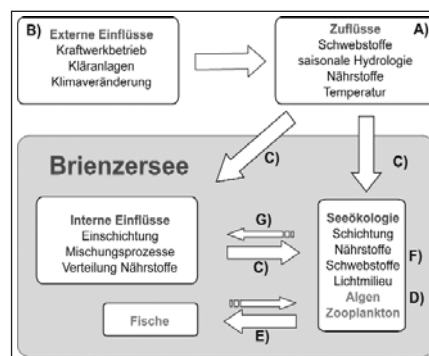 B)
Externe Einflüsse
Kraftwerkbetrieb
Kläranlagen
Klimaveränderung
A)
Zuflüsse
Schwebstoffe
saisonale Hydrologie
Nährstoffe
Temperatur
C)
C)
Brienzersee
Interne Einflüsse
Einschichtung
Mischungsprozesse
Verteilung Nährstoffe
G)
C)
Seeökologie
Schichtung
Nährstoffe
Schwebstoffe
Lichtmilieu
Algen
Zooplankton
F)
D)
Fische
E)